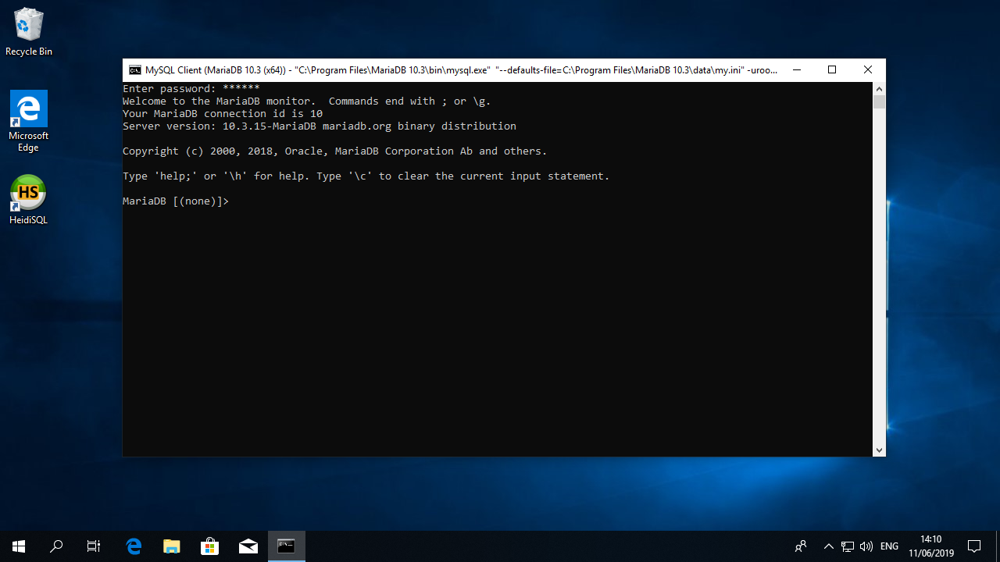 Recycle Bin
Microsoft
Edge
HS
HeidiSQL
MySQL Client (MariaDB 10.3 (x64)) - "C:\Program Files\MariaDB 10.3\bin\mysql.exe"  "--defaults-file=C:\Program Files\MariaDB 10.3\data\my.ini" -uroo...
Enter password: ******
Welcome to the MariaDB monitor.  Commands end with ; or \g.
Your MariaDB connection id is 10
Server version: 10.3.15-MariaDB mariadb.org binary distribution
Copyright (c) 2000, 2018, Oracle, MariaDB Corporation Ab and others.
Type 'help;' or '\h' for help. Type '\c' to clear the current input statement.
MariaDB [(none)]>
ENG
14:10
11/06/2019